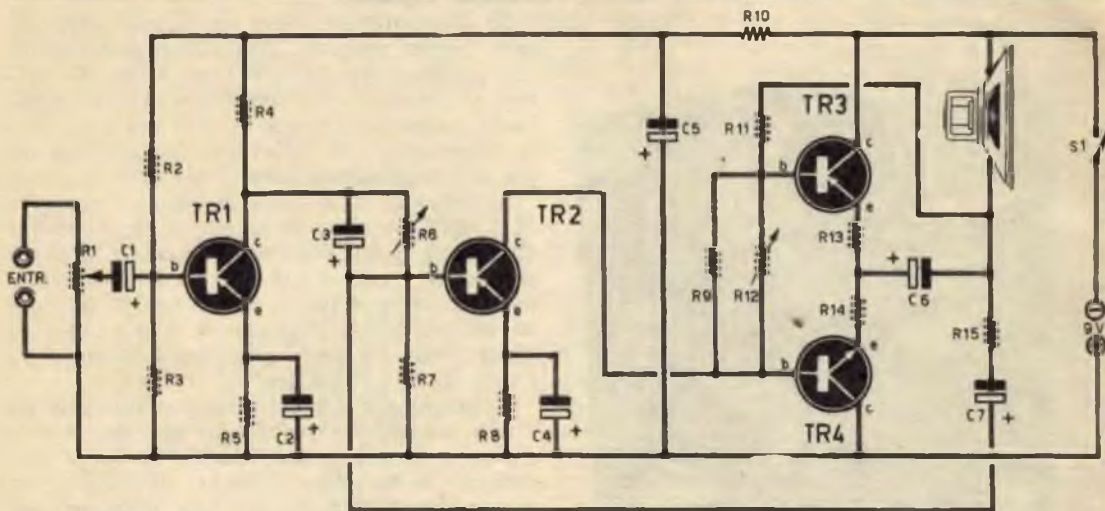 R10
R4
R2
TR1
R1
C1
+
b
c
e
ENTR.
R3
R5
C2
+
C3
+
R6
TR2
b
c
e
R7
R8
C4
+
C5
+
R11
TR3
b
c
e
R13
R9
R12
R14
+
C6
b
e
c
TR4
R15
C7
+
S1
9V